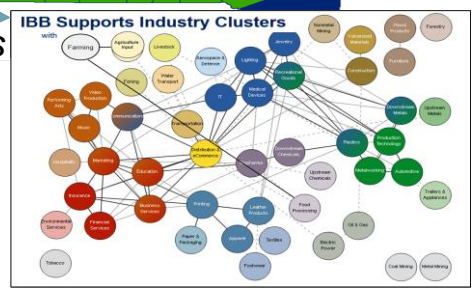 IBB Supports Industry Clusters
with
s
Farming
Agriculture
Input
Livestock
Aerospace &
Defense
Lighting
Jewelry
Recreational
Goods
Nonmetal
Mining
Construction
Materials
Wood
Products
Forestry
Furniture
Construction
Fishing
Water
Transport
IT
Medical
Devices
Video
Production
Performing
Arts
Music
Communications
Transportation
Distribution &
eCommerce
Downstream
Metals
Upstream
Metals
Plastics
Production
Technology
Metalworking
Automotive
Downstream
Chemicals
Upstream
Chemicals
Hospitality
Marketing
Education
Insurance
Business
Services
Financial
Services
Environmental
Services
Printing
Leather
Products
Food
Processing
Trailers &
Appliances
Paper &
Packaging
Apparel
Textiles
Footwear
Oil & Gas
Electric
Power
Tobacco
Coal Mining
Metal Mining